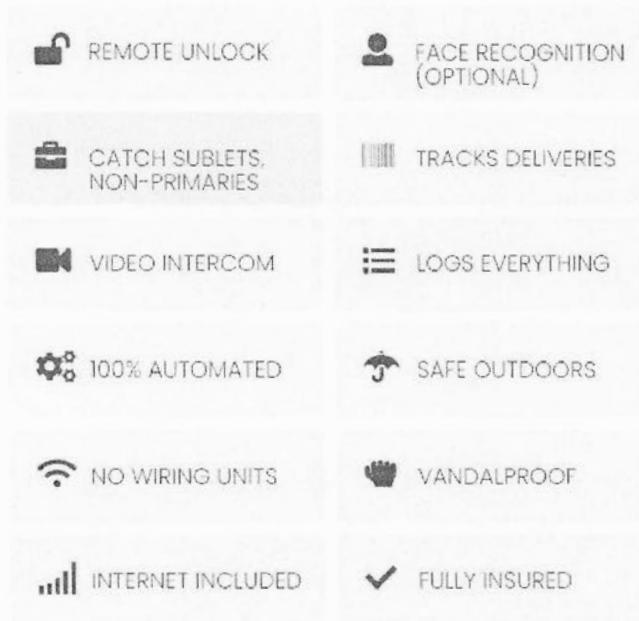 REMOTE UNLOCK
FACE RECOGNITION
(OPTIONAL)
CATCH SUBLETS,
NON-PRIMARIES
TRACKS DELIVERIES
VIDEO INTERCOM
LOGS EVERYTHING
100% AUTOMATED
SAFE OUTDOORS
NO WIRING UNITS
VANDALPROOF
INTERNET INCLUDED
FULLY INSURED